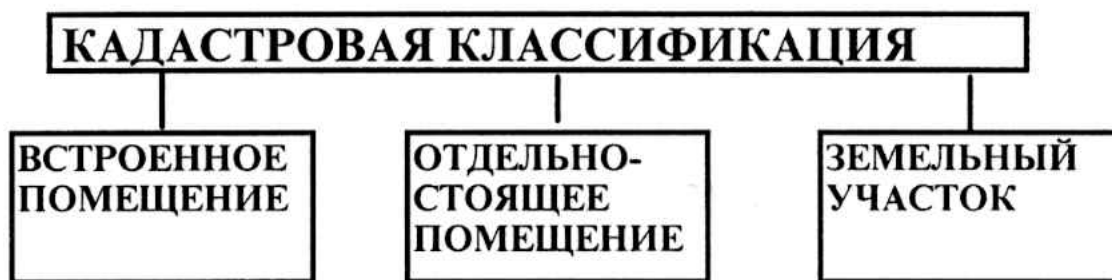 КАДАСТРОВАЯ КЛАССИФИКАЦИЯ
ВСТРОЕННОЕ
ПОМЕЩЕНИЕ
ОТДЕЛЬНО-
СТОЯЩЕЕ
ПОМЕЩЕНИЕ
ЗЕМЕЛЬНЫЙ
УЧАСТОК